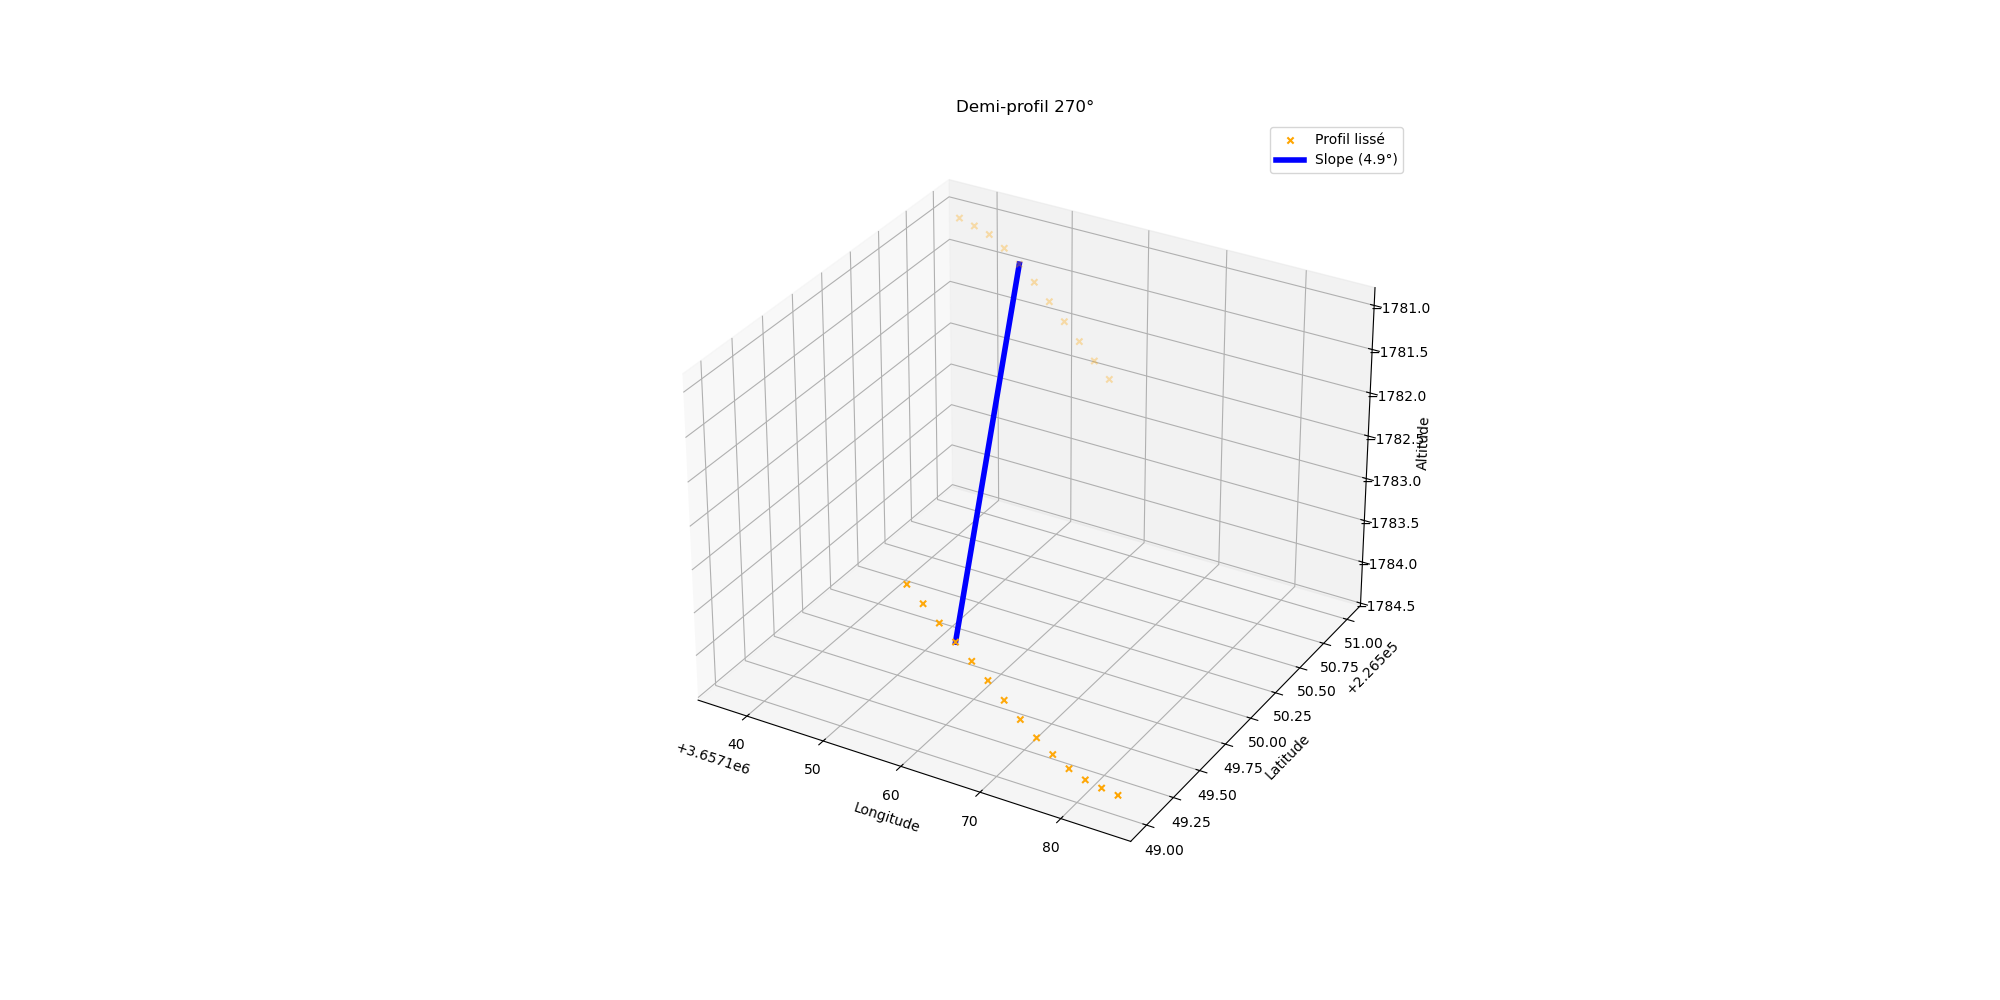 Demi-profil 270°
Profil lissé
Slope (4.9°)
−1781.0
−1781.5
−1782.0
−1782.5
−1783.0
−1783.5
−1784.0
−1784.5
Altitude
51.00
50.75
50.50
50.25
50.00
49.75
49.50
49.25
49.00
+2.265e5
Latitude
40
50
60
70
80
+3.6571e6
Longitude